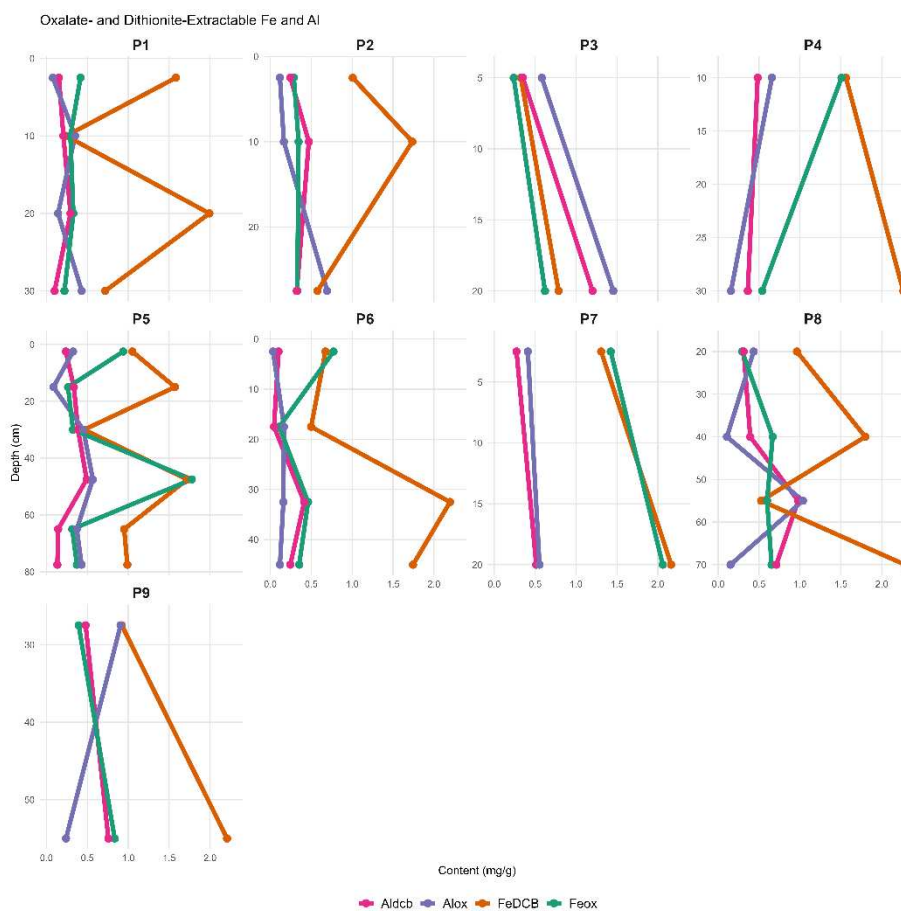 Oxalate- and Dithionite-Extractable Fe and Al
P1
P2
P3
P4
0
10
20
30
0
10
20
5
10
15
20
10
15
20
25
30
P5
P6
P7
P8
0
20
40
60
80
0
10
20
30
40
5
10
15
20
20
30
40
50
60
70
Depth (cm)
0.0 0.5 1.0 1.5 2.0
0.0 0.5 1.0 1.5 2.0
0.0 0.5 1.0 1.5 2.0
P9
30
40
50
0.0 0.5 1.0 1.5 2.0
Content (mg/g)
Aldcb Alox FeDCB Feox